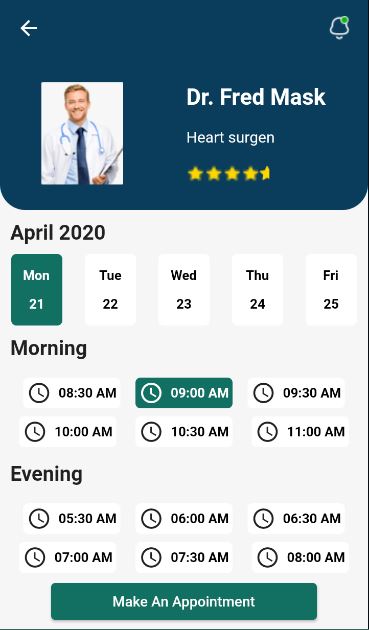 Dr. Fred Mask
Heart surgen
April 2020
Mon Tue Wed Thu Fri
21 22 23 24 25
Morning
08:30 AM 09:00 AM 09:30 AM
10:00 AM 10:30 AM 11:00 AM
Evening
05:30 AM 06:00 AM 06:30 AM
07:00 AM 07:30 AM 08:00 AM
Make An Appointment